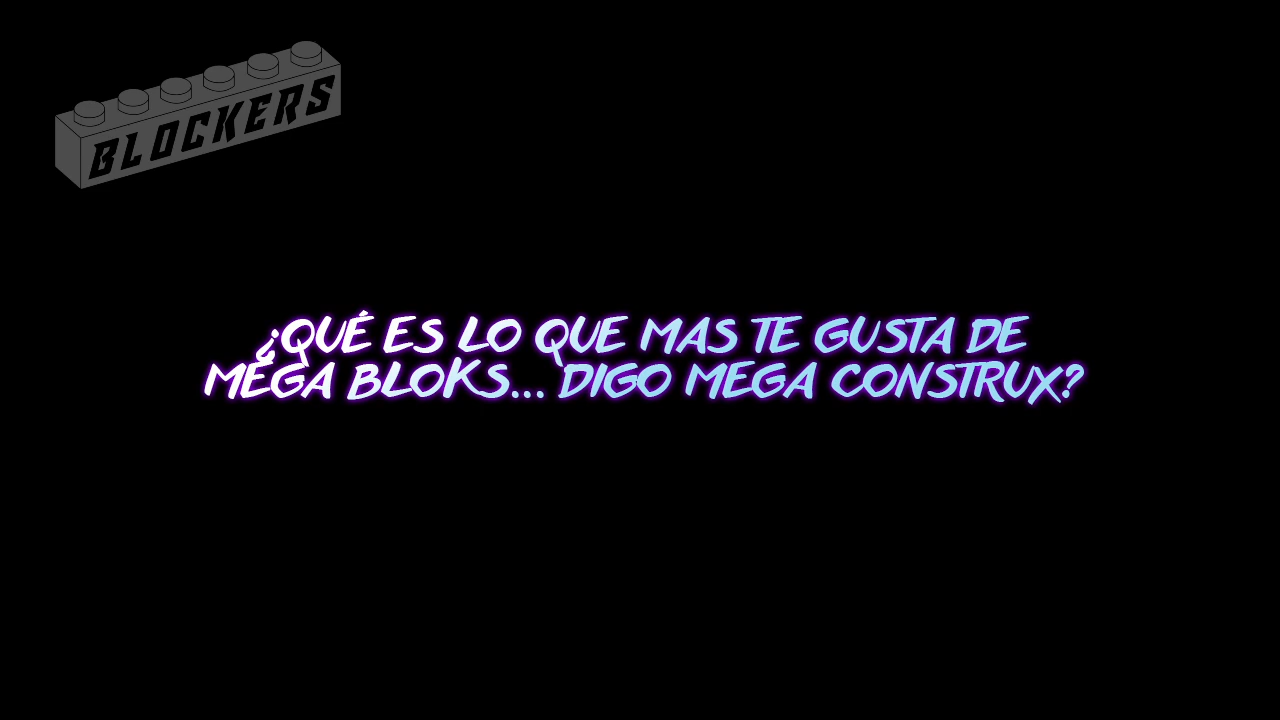 BLOCKERS
¿QUÉ ES LO QUE MAS TE GUSTA DE
MEGA BLOKS... DIGO MEGA CONSTRUX?